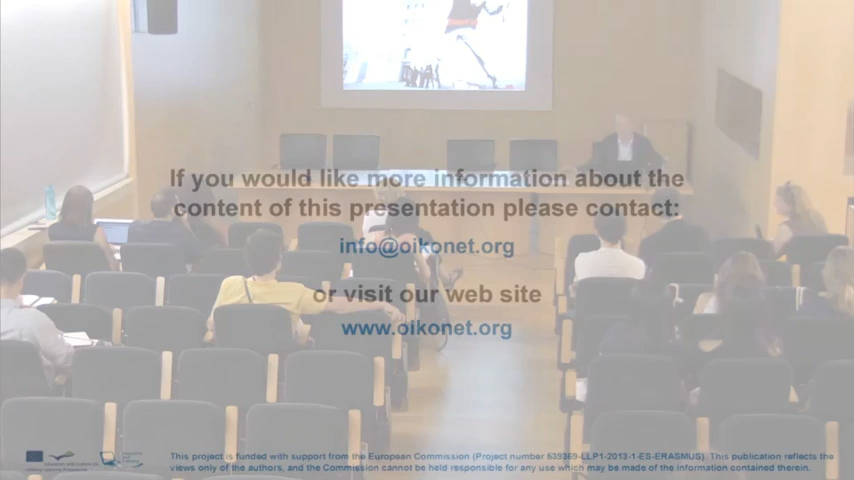 If you would like more information about the
content of this presentation please contact:
info@oikonet.org
or visit our web site
www.oikonet.org
This project is funded with support from the European Commission (Project number 539369-LLP1-2013-1-ES-ERASMUS). This publication reflects the
views only of the authors, and the Commission cannot be held responsible for any use which may be made of the information contained therein.